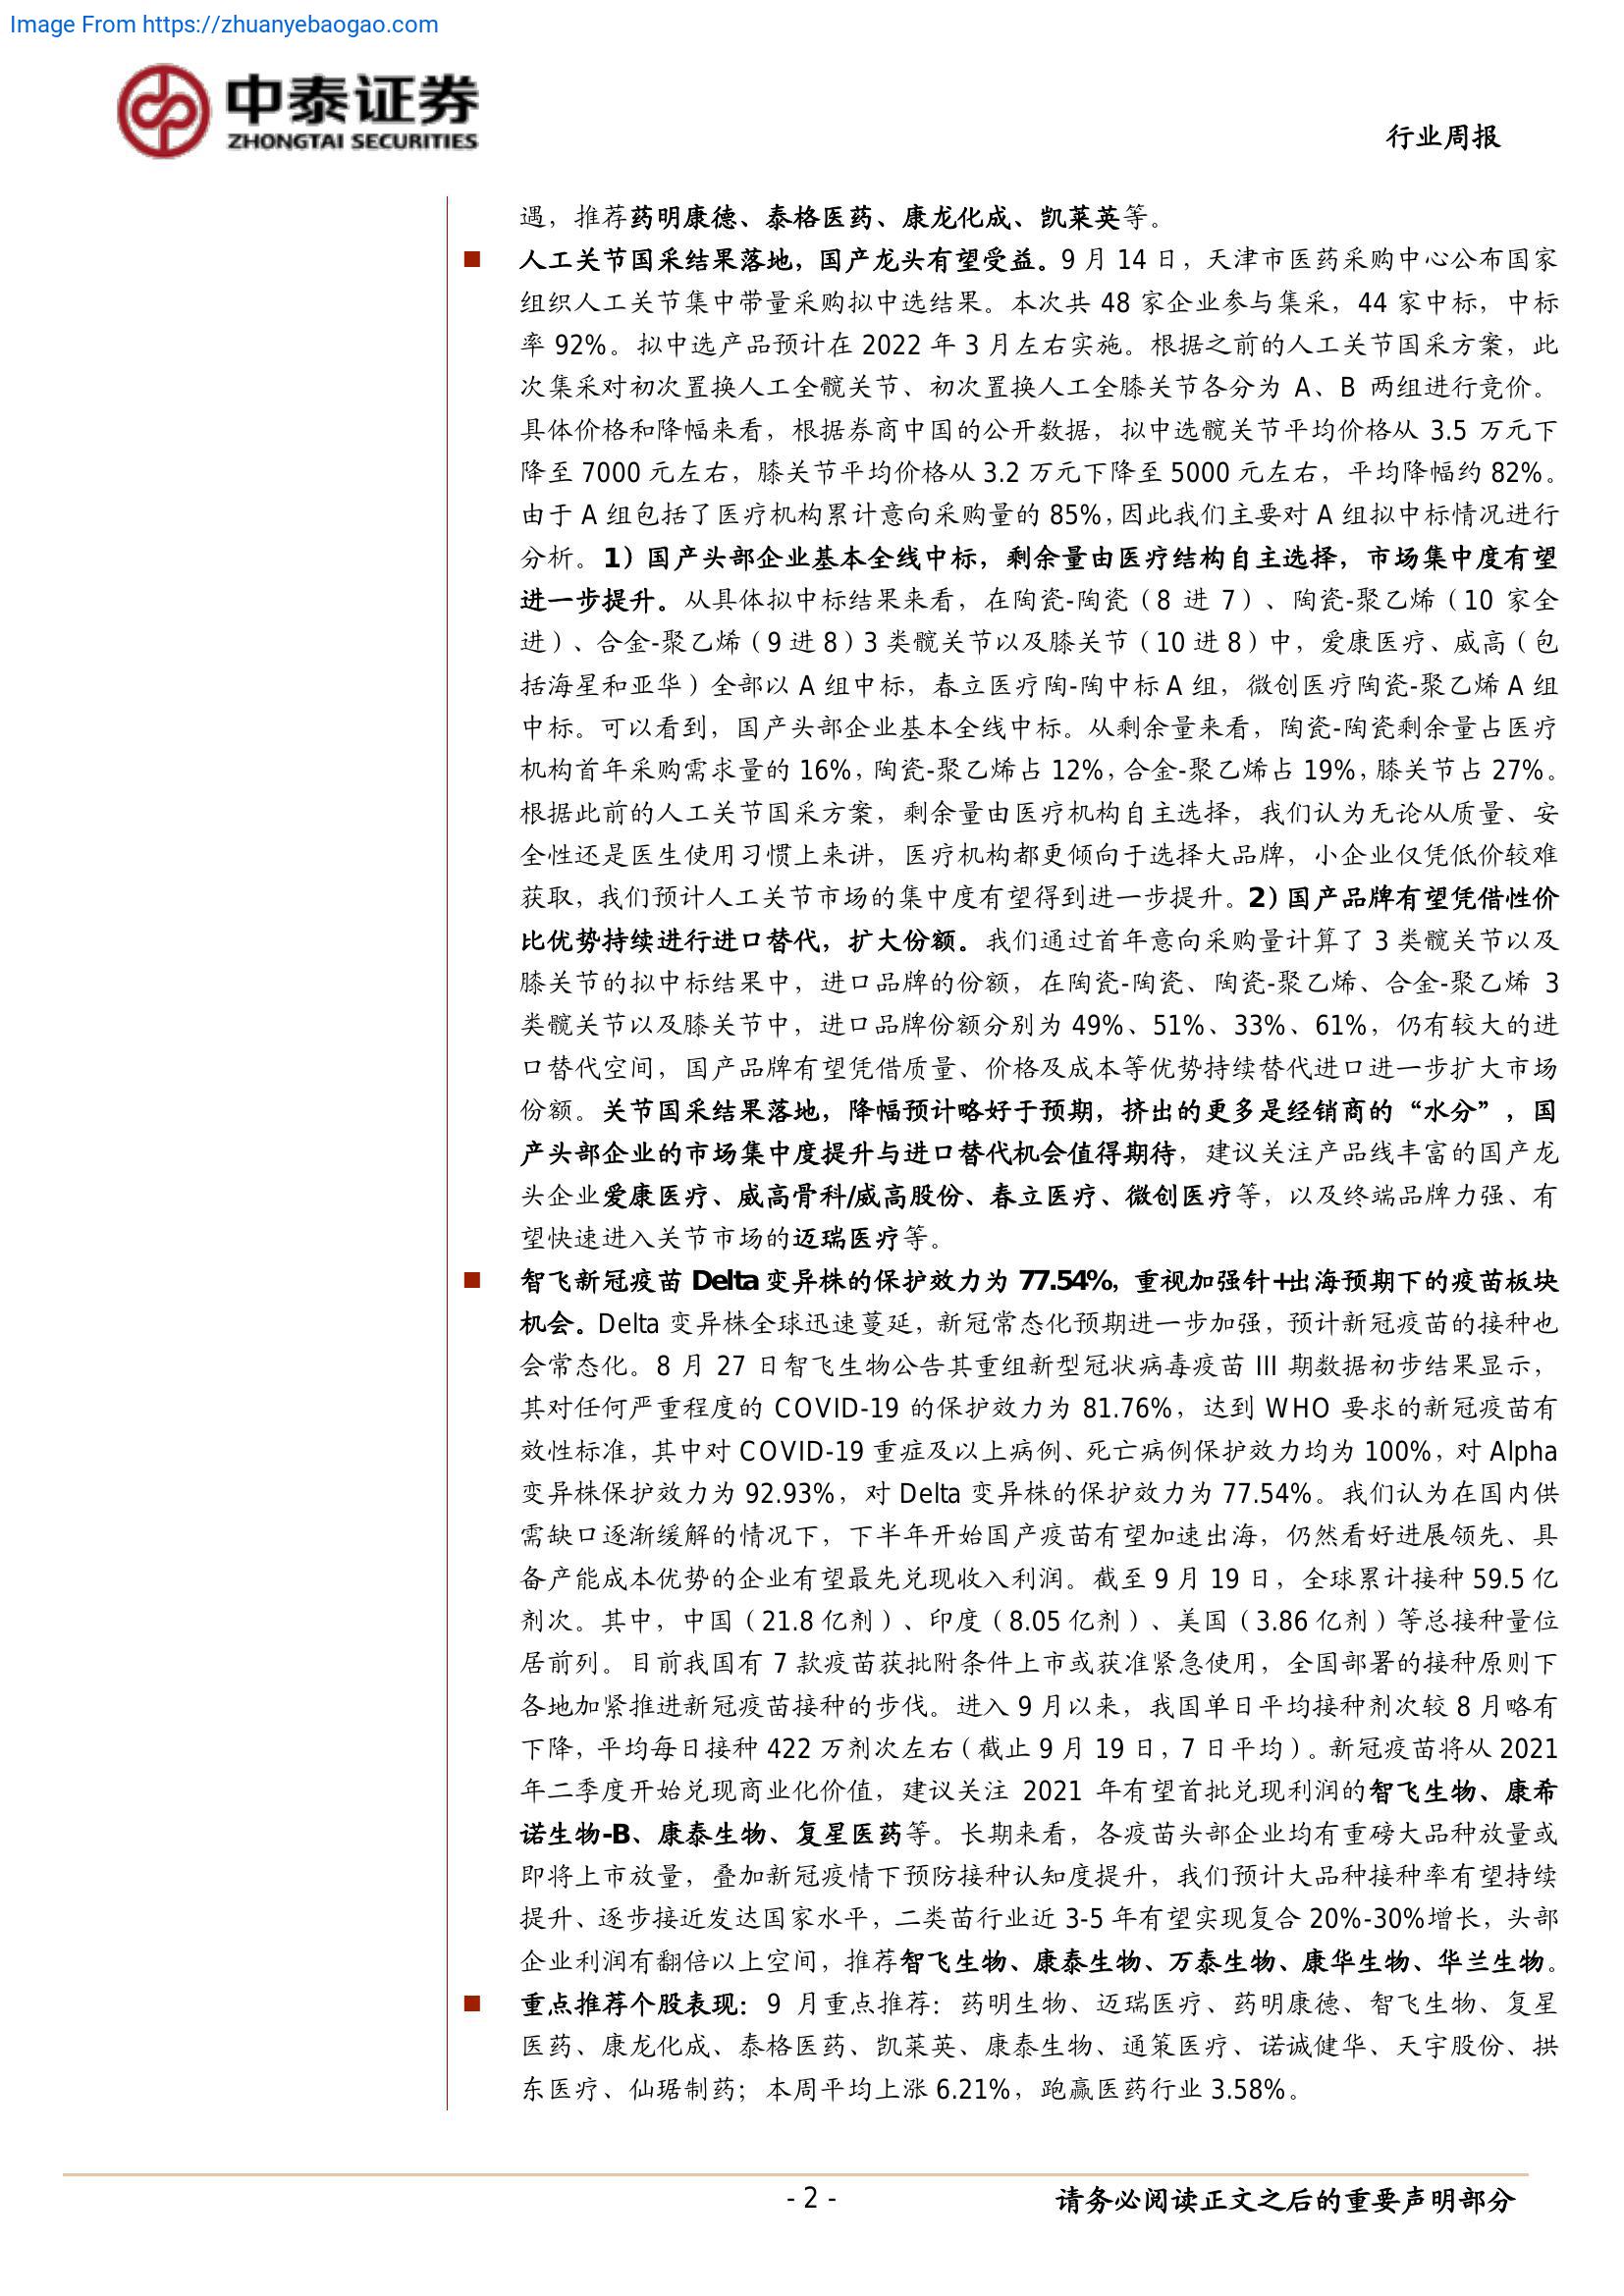 Image From https://zhuanyebaogao.com
中泰证券
ZHONGTAI SECURITIES
行业周报
遇，推荐药明康德、泰格医药、康龙化成、凯莱英等。
■ 人工关节国采结果落地，国产龙头有望受益。9 月 14 日，天津市医药采购中心公布国家
组织人工关节集中带量采购拟中选结果。本次共 48 家企业参与集采，44 家中标，中标
率 92%。拟中选产品预计在 2022 年 3 月左右实施。根据之前的人工关节国采方案，此
次集采对初次置换人工全髋关节、初次置换人工全膝关节各分为 A、B 两组进行竞价。
具体价格和降幅来看，根据券商中国的公开数据，拟中选髋关节平均价格从 3.5 万元下
降至 7000 元左右，膝关节平均价格从 3.2 万元下降至 5000 元左右，平均降幅约 82%。
由于 A 组包括了医疗机构累计意向采购量的 85%，因此我们主要对 A 组拟中标情况进行
分析。1）国产头部企业基本全线中标，剩余量由医疗结构自主选择，市场集中度有望
进一步提升。从具体拟中标结果来看，在陶瓷-陶瓷（8 进 7）、陶瓷-聚乙烯（10 家全
进）、合金-聚乙烯（9 进 8）3 类髋关节以及膝关节（10 进 8）中，爱康医疗、威高（包
括海星和亚华）全部以 A 组中标，春立医疗陶-陶中标 A 组，微创医疗陶瓷-聚乙烯 A 组
中标。可以看到，国产头部企业基本全线中标。从剩余量来看，陶瓷-陶瓷剩余量占医疗
机构首年采购需求量的 16%，陶瓷-聚乙烯占 12%，合金-聚乙烯占 19%，膝关节占 27%。
根据此前的人工关节国采方案，剩余量由医疗机构自主选择，我们认为无论从质量、安
全性还是医生使用习惯上来讲，医疗机构都更倾向于选择大品牌，小企业仅凭低价较难
获取，我们预计人工关节市场的集中度有望得到进一步提升。2）国产品牌有望凭借性价
比优势持续进行进口替代，扩大份额。我们通过首年意向采购量计算了 3 类髋关节以及
膝关节的拟中标结果中，进口品牌的份额，在陶瓷-陶瓷、陶瓷-聚乙烯、合金-聚乙烯 3
类髋关节以及膝关节中，进口品牌份额分别为 49%、51%、33%、61%，仍有较大的进
口替代空间，国产品牌有望凭借质量、价格及成本等优势持续替代进口进一步扩大市场
份额。关节国采结果落地，降幅预计略好于预期，挤出的更多是经销商的“水分”，国
产头部企业的市场集中度提升与进口替代机会值得期待，建议关注产品线丰富的国产龙
头企业爱康医疗、威高骨科/威高股份、春立医疗、微创医疗等，以及终端品牌力强、有
望快速进入关节市场的迈瑞医疗等。
■ 智飞新冠疫苗 Delta 变异株的保护效力为 77.54%，重视加强针+出海预期下的疫苗板块
机会。Delta 变异株全球迅速蔓延，新冠常态化预期进一步加强，预计新冠疫苗的接种也
会常态化。8 月 27 日智飞生物公告其重组新型冠状病毒疫苗 III 期数据初步结果显示，
其对任何严重程度的 COVID-19 的保护效力为 81.76%，达到 WHO 要求的新冠疫苗有
效性标准，其中对 COVID-19 重症及以上病例、死亡病例保护效力均为 100%，对 Alpha
变异株保护效力为 92.93%，对 Delta 变异株的保护效力为 77.54%。我们认为在国内供
需缺口逐渐缓解的情况下，下半年开始国产疫苗有望加速出海，仍然看好进展领先、具
备产能成本优势的企业有望最先兑现收入利润。截至 9 月 19 日，全球累计接种 59.5 亿
剂次。其中，中国（21.8 亿剂）、印度（8.05 亿剂）、美国（3.86 亿剂）等总接种量位
居前列。目前我国有 7 款疫苗获批附条件上市或获准紧急使用，全国部署的接种原则下
各地加紧推进新冠疫苗接种的步伐。进入 9 月以来，我国单日平均接种剂次较 8 月略有
下降，平均每日接种 422 万剂次左右（截止 9 月 19 日，7 日平均）。新冠疫苗将从 2021
年二季度开始兑现商业化价值，建议关注 2021 年有望首批兑现利润的智飞生物、康希
诺生物-B、康泰生物、复星医药等。长期来看，各疫苗头部企业均有重磅大品种放量或
即将上市放量，叠加新冠疫情下预防接种认知度提升，我们预计大品种接种率有望持续
提升、逐步接近发达国家水平，二类苗行业近 3-5 年有望实现复合 20%-30%增长，头部
企业利润有翻倍以上空间，推荐智飞生物、康泰生物、万泰生物、康华生物、华兰生物。
■ 重点推荐个股表现：9 月重点推荐：药明生物、迈瑞医疗、药明康德、智飞生物、复星
医药、康龙化成、泰格医药、凯莱英、康泰生物、通策医疗、诺诚健华、天宇股份、拱
东医疗、仙琚制药；本周平均上涨 6.21%，跑赢医药行业 3.58%。
- 2 -
请务必阅读正文之后的重要声明部分